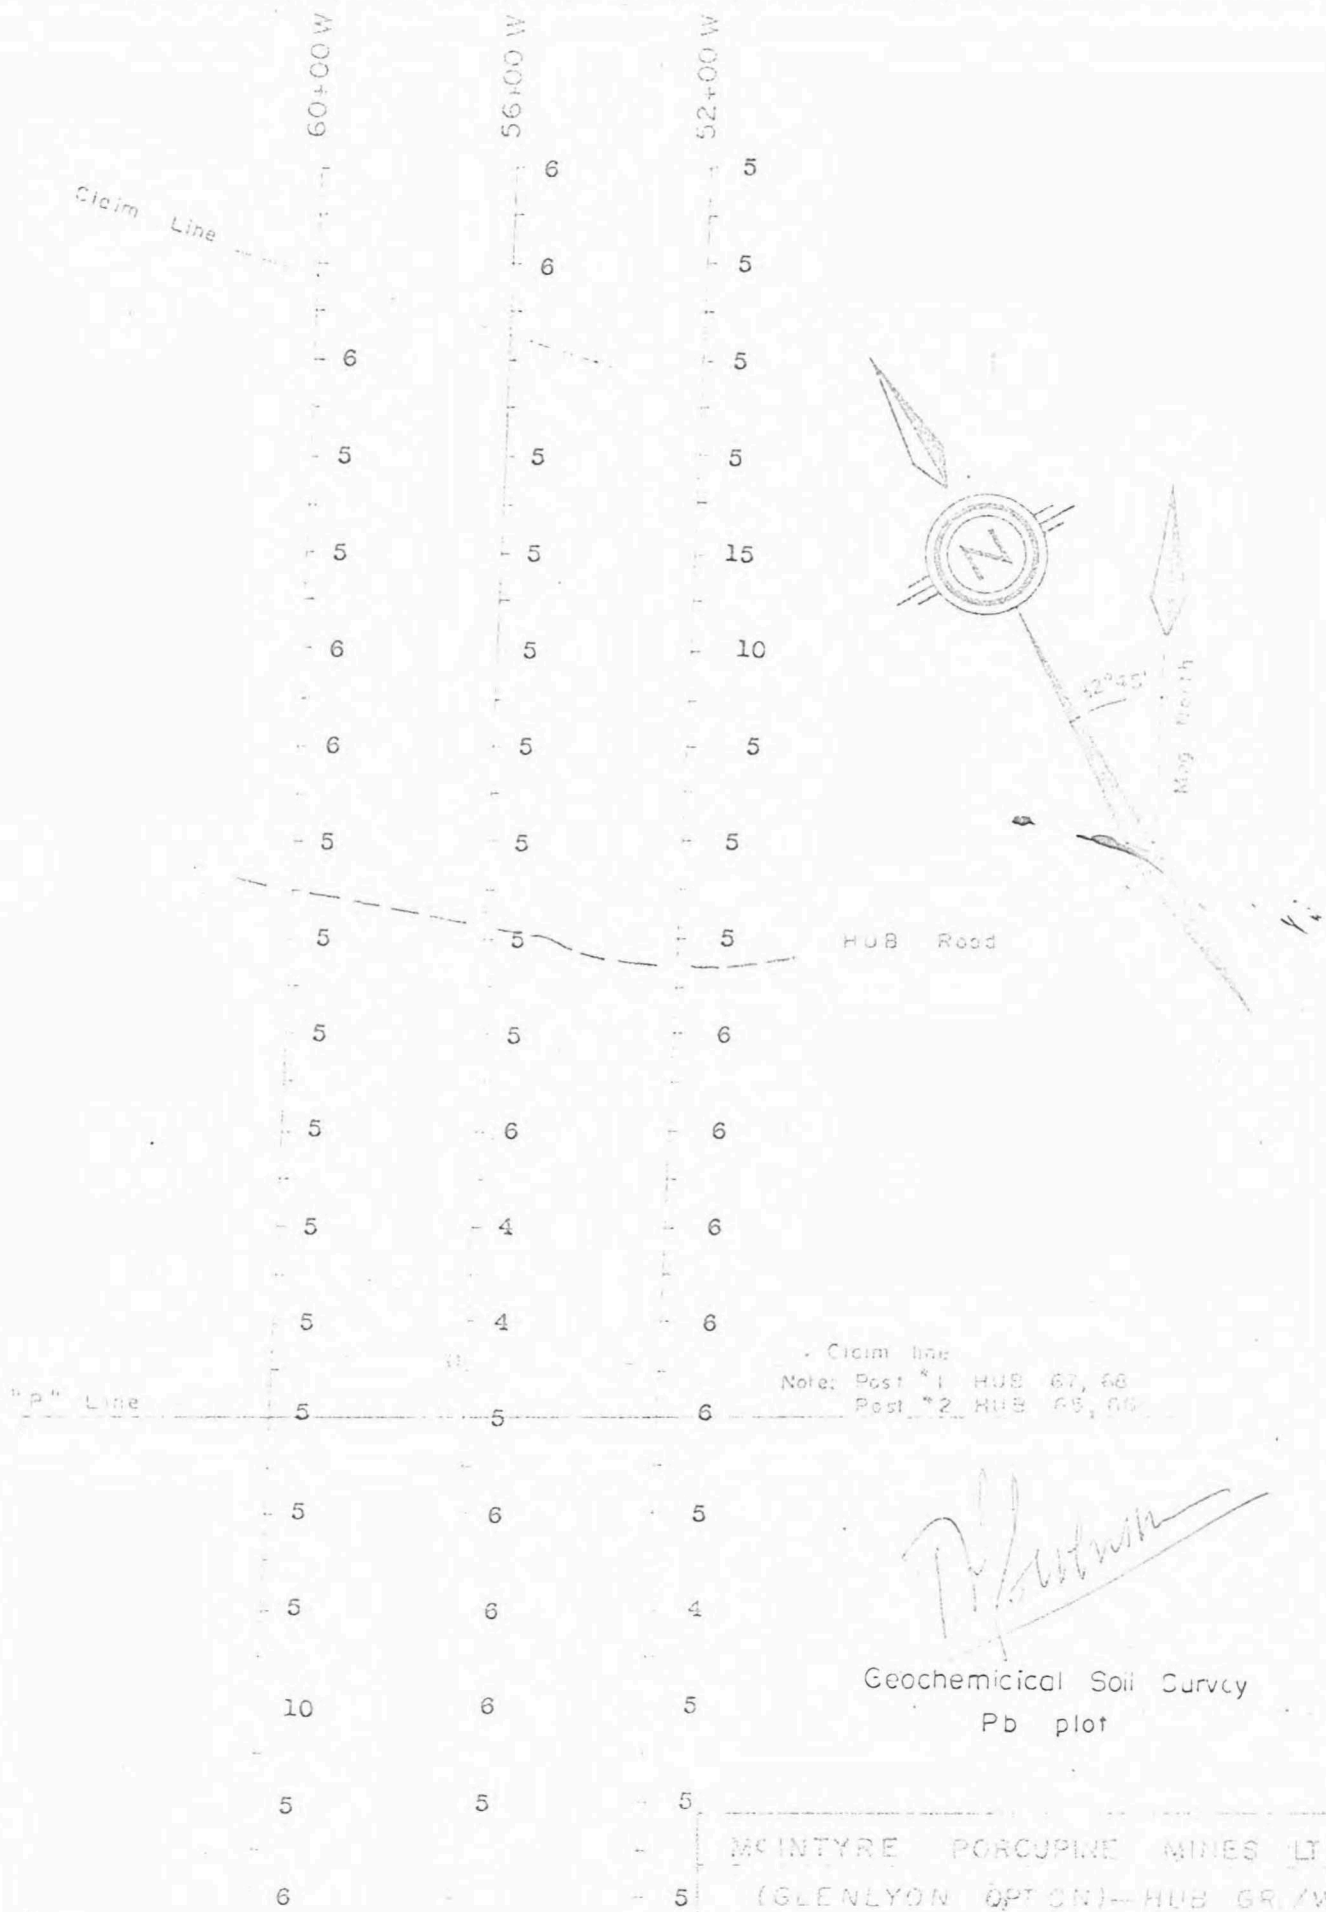 60+00 W 56+00 W 52+00 W
6 5
Claim Line
6 5
6 5
5 5 5
5 5 15
6 5 10
6 5 5
5 5 5
5 5 5
HUB Road
5 5 6
5 6 6
5 4 6
5 4 6
N
Mag North
Claim line
Note: Post #1 HUB 67, 68
Post #2 HUB 65, 66
"P" Line
5 5 6
5 6 5
5 6 4
10 6 5
5 5 5
6 5
Geochemicical Soil Survey
Pb plot
McINTYRE PORCUPINE MINES LT
(GLENLYON OPTION)—HUB GR